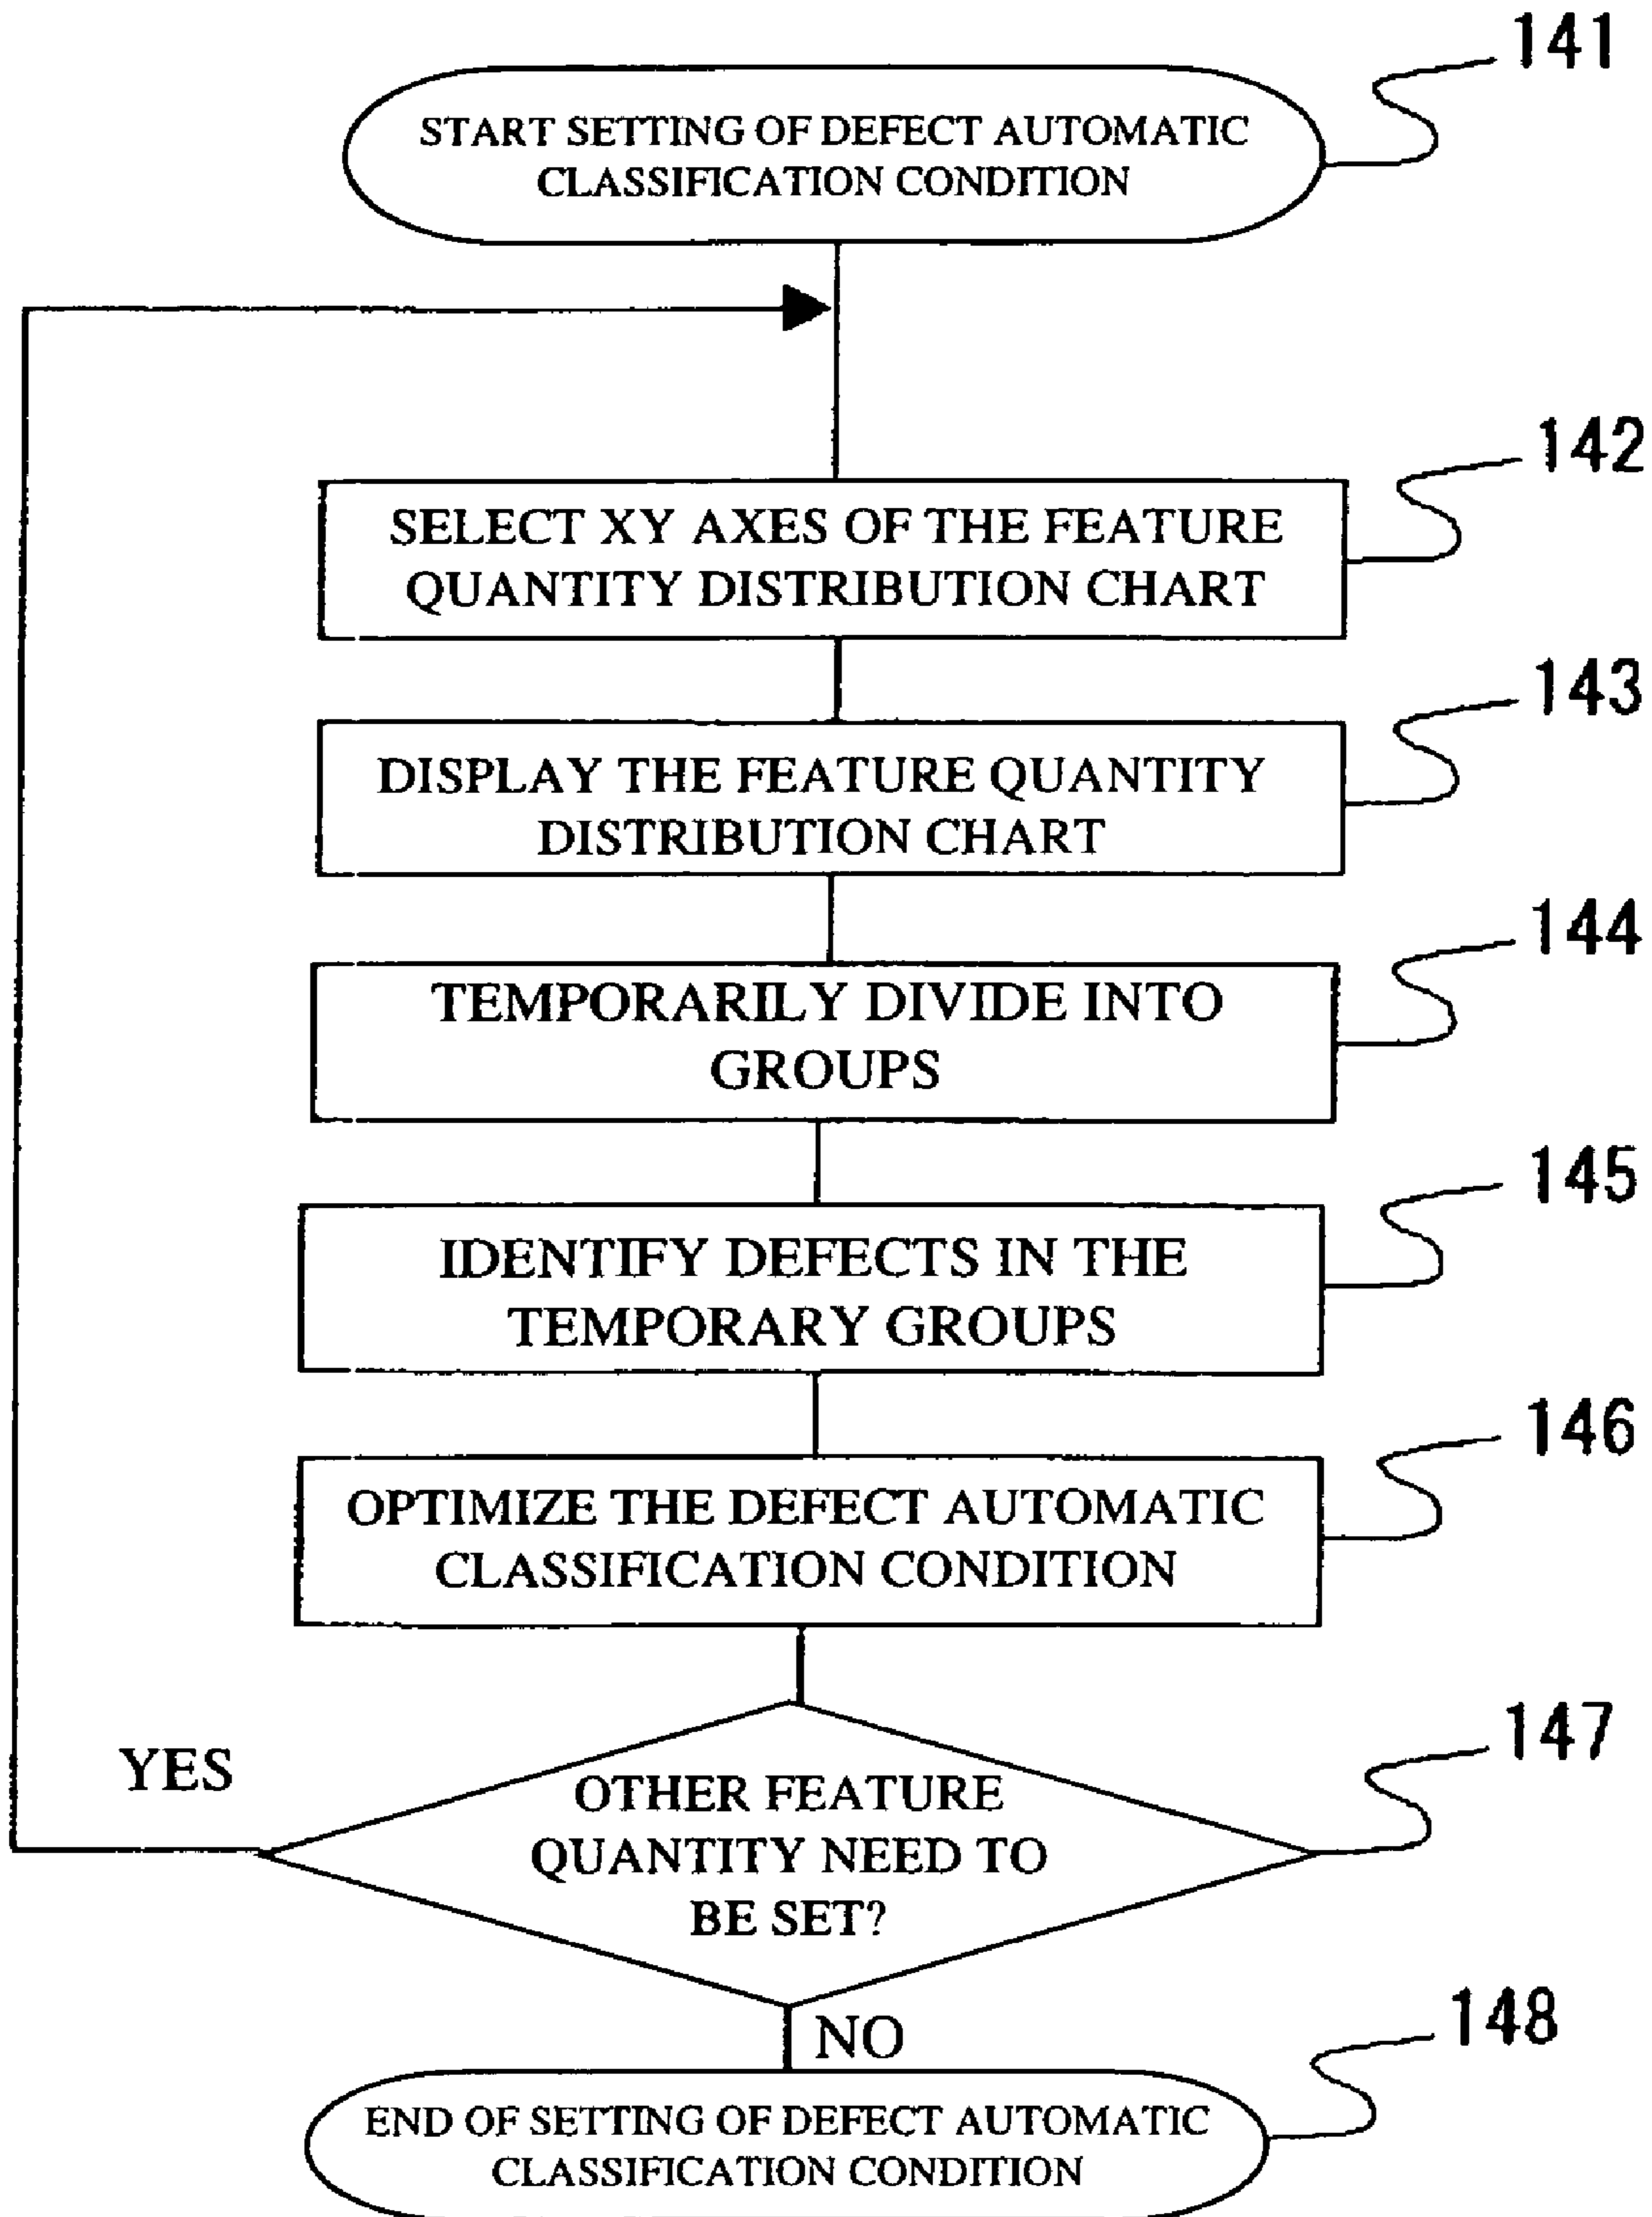 141
START SETTING OF DEFECT AUTOMATIC
CLASSIFICATION CONDITION
142
SELECT XY AXES OF THE FEATURE
QUANTITY DISTRIBUTION CHART
143
DISPLAY THE FEATURE QUANTITY
DISTRIBUTION CHART
144
TEMPORARILY DIVIDE INTO
GROUPS
145
IDENTIFY DEFECTS IN THE
TEMPORARY GROUPS
146
OPTIMIZE THE DEFECT AUTOMATIC
CLASSIFICATION CONDITION
147
YES
OTHER FEATURE
QUANTITY NEED TO
BE SET?
NO
148
END OF SETTING OF DEFECT AUTOMATIC
CLASSIFICATION CONDITION